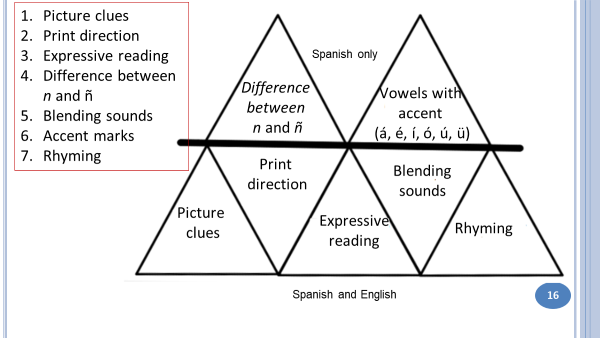 1. Picture clues
2. Print direction
3. Expressive reading
4. Difference between
n and ñ
5. Blending sounds
6. Accent marks
7. Rhyming
Spanish only
Difference
between
n and ñ
Vowels with
accent
(á, é, í, ó, ú, ü)
Print
direction
Blending
sounds
Picture
clues
Expressive
reading
Rhyming
Spanish and English
16